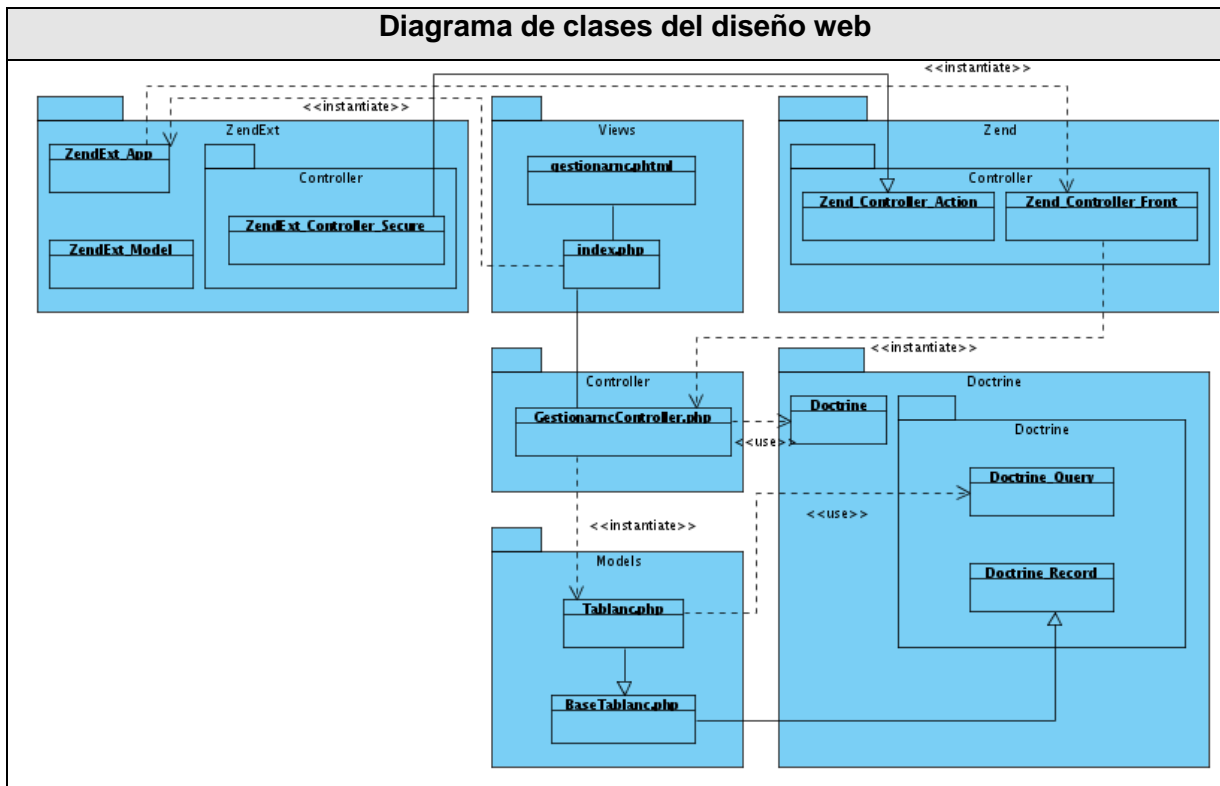 Diagrama de clases del diseño web
<<instantiate>>
<<instantiate>>
ZendExt
Views
Zend
ZendExt_App
Controller
gestionarnc.phtml
Controller
Zend_Controller_Action
Zend_Controller_Front
ZendExt_Controller_Secure
ZendExt_Model
index.php
<<instantiate>>
Controller
Doctrine
Doctrine
GestionarncController.php
Doctrine
<<use>>
Doctrine_Query
<<use>>
<<instantiate>>
Models
Doctrine_Record
Tablanc.php
BaseTablanc.php